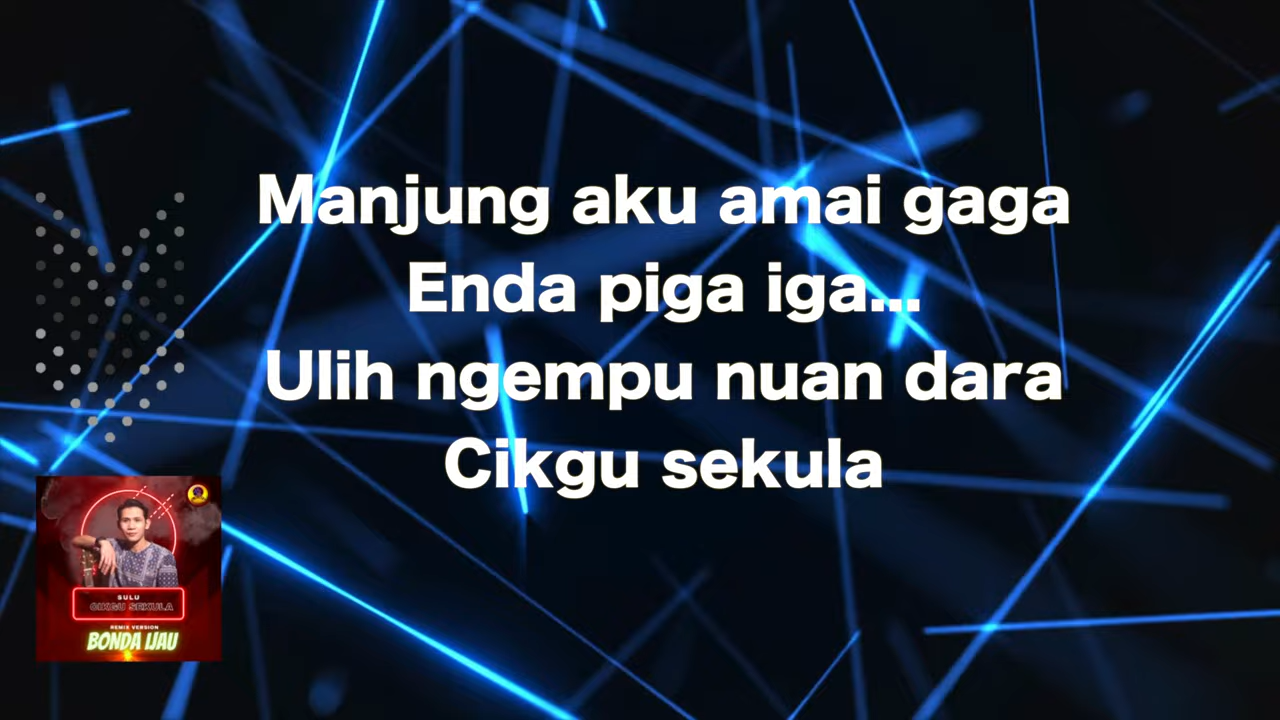 Manjung aku amai gaga
Enda piga iga...
Ulih ngempu nuan dara
Cikgu sekula
SULU
CIKGU SEKULA
REMIX VERSION
BONDA IJAU